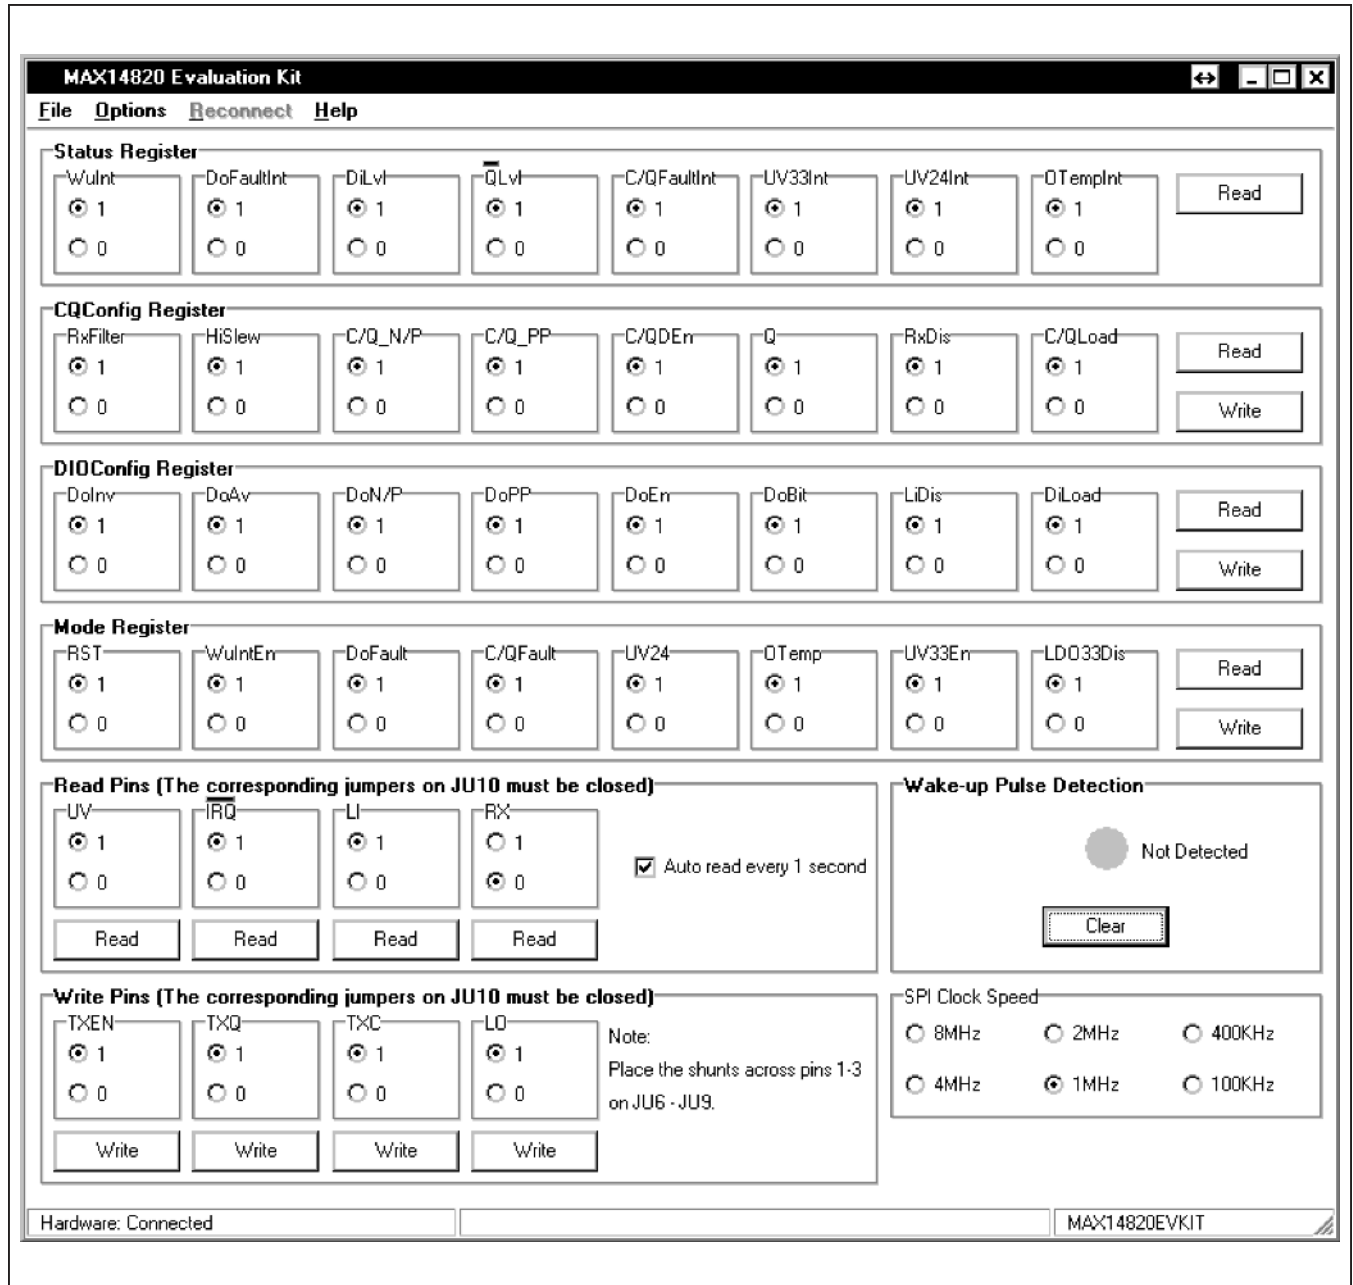 MAX14820 Evaluation Kit
File Options Reconnect Help
Status Register
WuInt DoFaultInt DiLvl Q̅Lvl C/QFaultInt UV33Int UV24Int OTempInt
1 1 1 1 1 1 1 1 Read
0 0 0 0 0 0 0 0
CQConfig Register
RxFilter HiSlew C/Q_N/P C/Q_PP C/QDEn Q RxDis C/QLoad
1 1 1 1 1 1 1 1 Read
0 0 0 0 0 0 0 0 Write
DIOConfig Register
DoInv DoAv DoN/P DoPP DoEn DoBit LiDis DiLoad
1 1 1 1 1 1 1 1 Read
0 0 0 0 0 0 0 0 Write
Mode Register
RST WuIntEn DoFault C/QFault UV24 OTemp UV33En LDO33Dis
1 1 1 1 1 1 1 1 Read
0 0 0 0 0 0 0 0 Write
Read Pins (The corresponding jumpers on JU10 must be closed)
UV I̅R̅Q̅ LI RX
1 1 1 1
0 0 0 0
Auto read every 1 second
Read Read Read Read
Wake-up Pulse Detection
Not Detected
Clear
Write Pins (The corresponding jumpers on JU10 must be closed)
TXEN TXQ TXC LO
1 1 1 1
0 0 0 0
Write Write Write Write
Note:
Place the shunts across pins 1-3
on JU6 - JU9.
SPI Clock Speed
8MHz 2MHz 400KHz
4MHz 1MHz 100KHz
Hardware: Connected MAX14820EVKIT